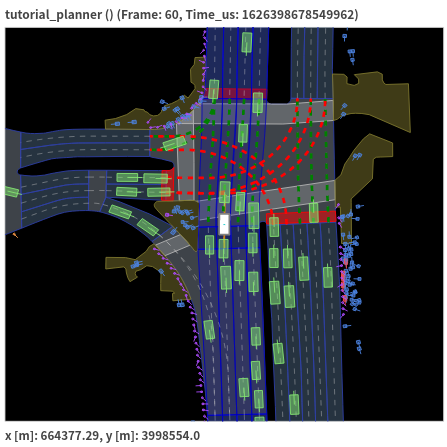 tutorial_planner () (Frame: 60, Time_us: 1626398678549962)
x [m]: 664377.29, y [m]: 3998554.0